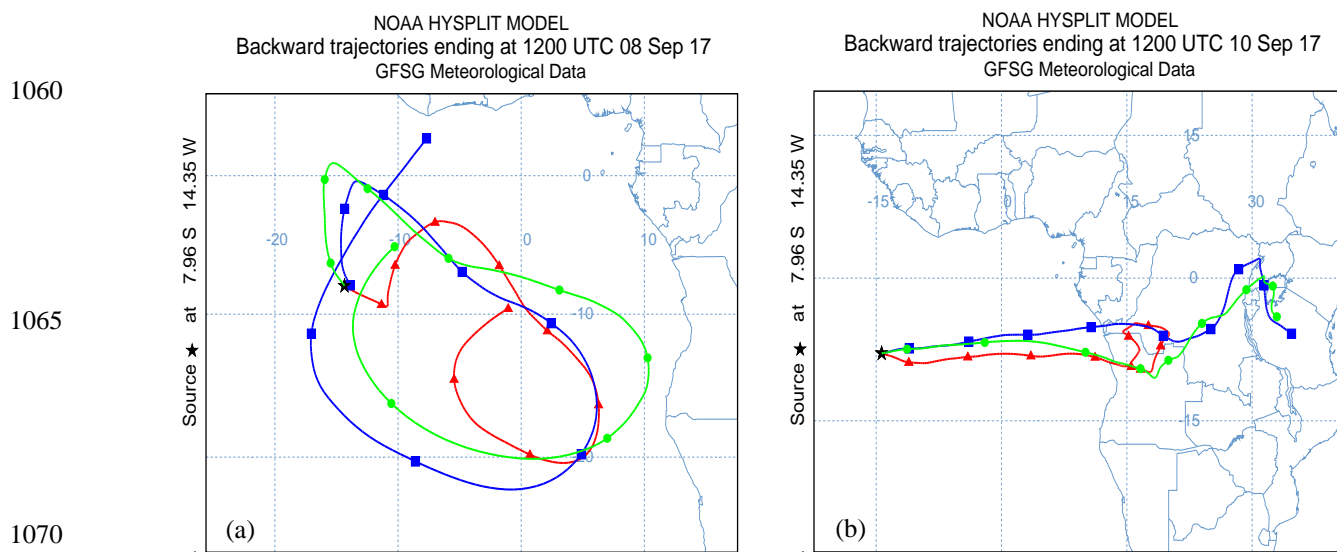 NOAA HYSPLIT MODEL
Backward trajectories ending at 1200 UTC 08 Sep 17
GFSG Meteorological Data
1060
1065
1070
Source ★ at 7.96 S 14.35 W
-20
-10
0
10
0
-10
-20
(a)
NOAA HYSPLIT MODEL
Backward trajectories ending at 1200 UTC 10 Sep 17
GFSG Meteorological Data
Source ★ at 7.96 S 14.35 W
15
-15
0
15
30
0
-15
(b)